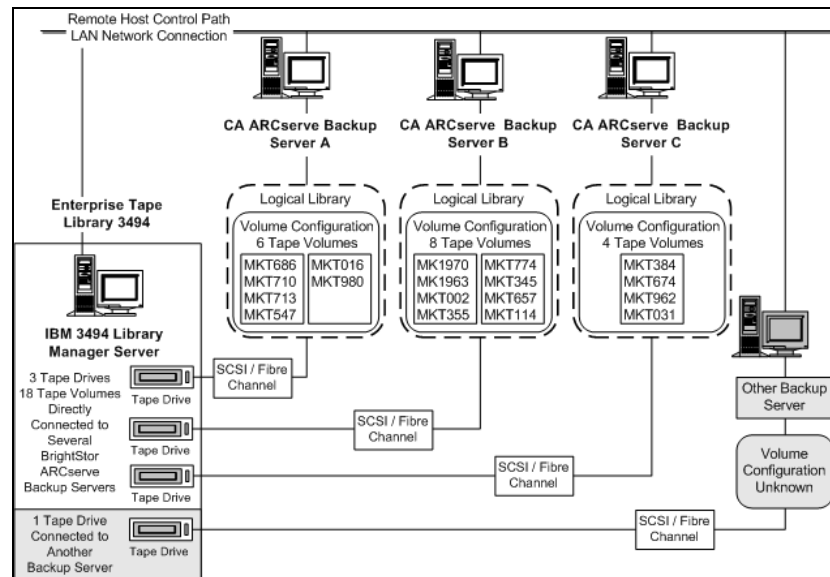 Remote Host Control Path
LAN Network Connection
CA ARCserve Backup
Server A
CA ARCserve Backup
Server B
CA ARCserve Backup
Server C
Logical Library
Volume Configuration
6 Tape Volumes
MKT686
MKT710
MKT713
MKT547
MKT016
MKT980
Logical Library
Volume Configuration
8 Tape Volumes
MK1970
MK1963
MKT002
MKT355
MKT774
MKT345
MKT657
MKT114
Logical Library
Volume Configuration
4 Tape Volumes
MKT384
MKT674
MKT962
MKT031
Enterprise Tape
Library 3494
IBM 3494 Library
Manager Server
3 Tape Drives
18 Tape Volumes
Directly
Connected to
Several
BrightStor
ARCserve
Backup Servers
Tape Drive
Tape Drive
Tape Drive
SCSI / Fibre
Channel
SCSI / Fibre
Channel
SCSI / Fibre
Channel
Other Backup
Server
Volume
Configuration
Unknown
1 Tape Drive
Connected to
Another
Backup Server
Tape Drive
SCSI / Fibre
Channel